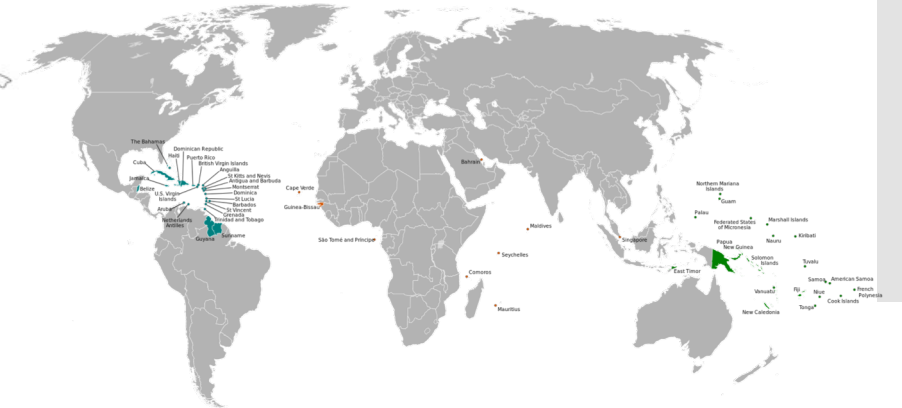 The Bahamas
Dominican Republic
Haiti
Puerto Rico
Cuba
British Virgin Islands
Anguilla
Jamaica
St Kitts and Nevis
Antigua and Barbuda
Belize
Montserrat
U.S. Virgin
Islands
Dominica
St Lucia
Barbados
Aruba
St Vincent
Grenada
Netherlands
Antilles
Trinidad and Tobago
Guyana
Suriname
Cape Verde
Guinea-Bissau
São Tomé and Príncipe
Bahrain
Maldives
Seychelles
Comoros
Mauritius
Singapore
Northern Mariana
Islands
Guam
Palau
Federated States
of Micronesia
Marshall Islands
Nauru
Kiribati
Papua
New Guinea
Solomon
Islands
East Timor
Tuvalu
Vanuatu
Samoa
American Samoa
Fiji
Niue
French
Polynesia
Cook Islands
Tonga
New Caledonia